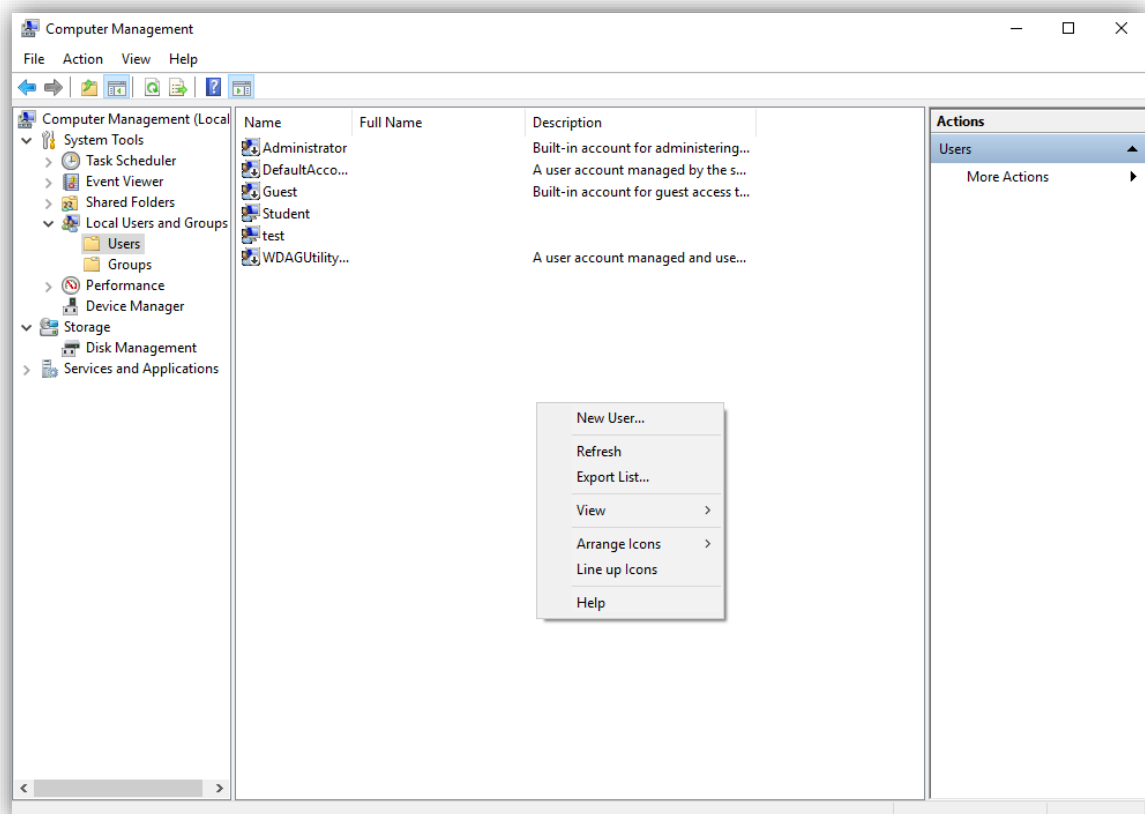 Computer Management
File Action View Help
Computer Management (Local
System Tools
Task Scheduler
Event Viewer
Shared Folders
Local Users and Groups
Users
Groups
Performance
Device Manager
Storage
Disk Management
Services and Applications
Name Full Name Description
Administrator Built-in account for administering...
DefaultAcco... A user account managed by the s...
Guest Built-in account for guest access t...
Student
test
WDAGUtility... A user account managed and use...
New User...
Refresh
Export List...
View
Arrange Icons
Line up Icons
Help
Actions
Users
More Actions